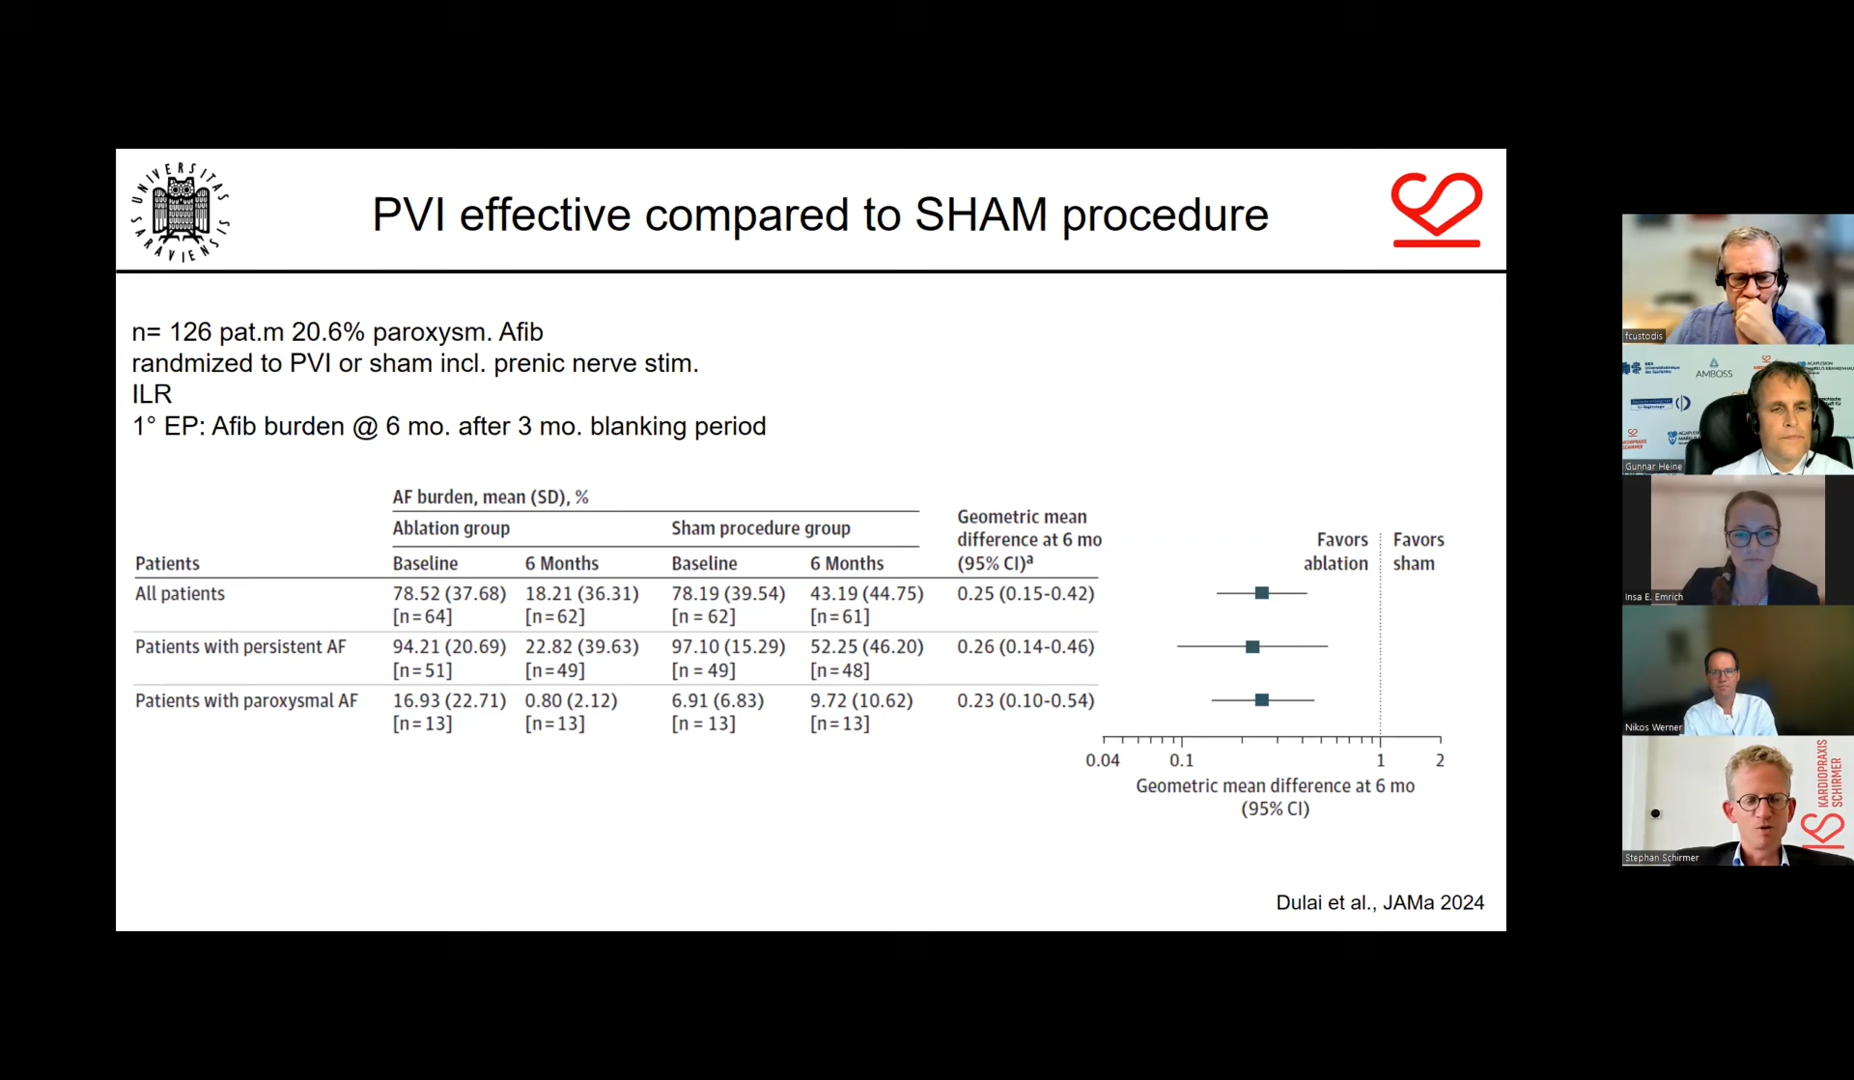 UNIVERSITAS
SARAVIENSIS
PVI effective compared to SHAM procedure
n= 126 pat.m 20.6% paroxysm. Afib
randmized to PVI or sham incl. prenic nerve stim.
ILR
1° EP: Afib burden @ 6 mo. after 3 mo. blanking period
AF burden, mean (SD), %
Ablation group Sham procedure group Geometric mean difference at 6 mo (95% CI)ª
Patients Baseline 6 Months Baseline 6 Months
Favors ablation Favors sham
All patients 78.52 (37.68) 18.21 (36.31) 78.19 (39.54) 43.19 (44.75) 0.25 (0.15-0.42)
[n=64] [n=62] [n = 62] [n=61]
Patients with persistent AF 94.21 (20.69) 22.82 (39.63) 97.10 (15.29) 52.25 (46.20) 0.26 (0.14-0.46)
[n=51] [n=49] [n = 49] [n=48]
Patients with paroxysmal AF 16.93 (22.71) 0.80 (2.12) 6.91 (6.83) 9.72 (10.62) 0.23 (0.10-0.54)
[n=13] [n=13] [n = 13] [n=13]
0.04 0.1 1 2
Geometric mean difference at 6 mo
(95% CI)
Dulai et al., JAMa 2024
fcustodis
AMBOSS
Gunnar Heine
Insa E. Emrich
Nikos Werner
KARDIOPRAXIS
SCHIRMER
Stephan Schirmer